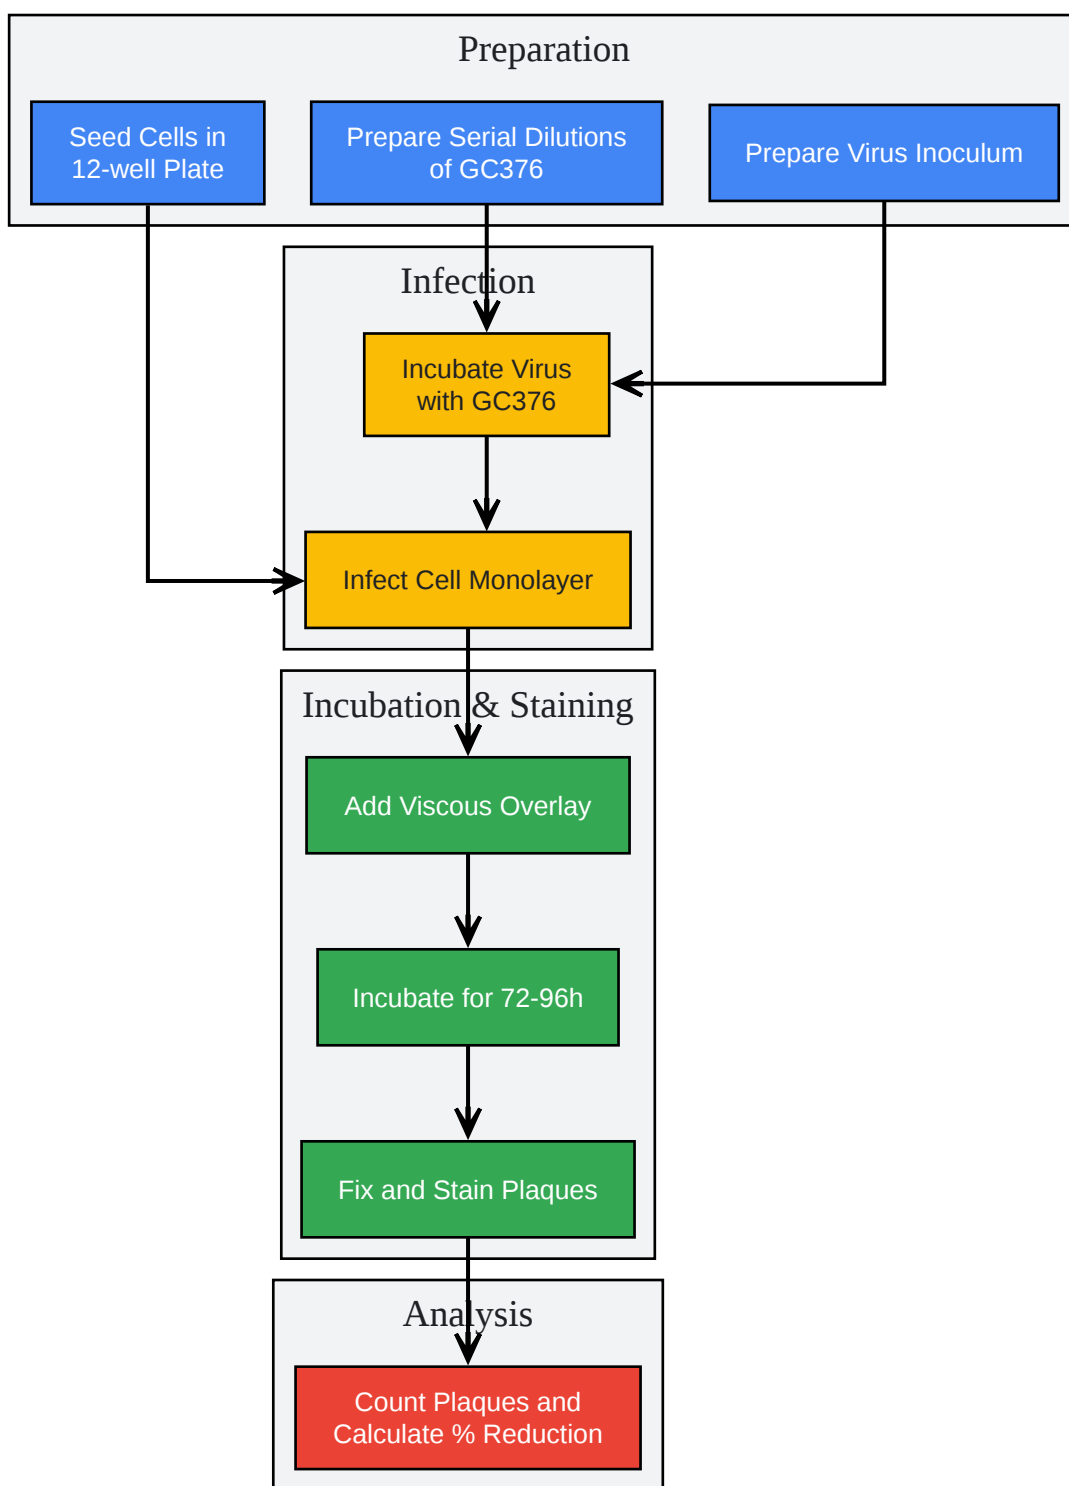 Preparation
Seed Cells in
12-well Plate
Prepare Serial Dilutions
of GC376
Prepare Virus Inoculum
Infection
Incubate Virus
with GC376
Infect Cell Monolayer
Incubation & Staining
Add Viscous Overlay
Incubate for 72-96h
Fix and Stain Plaques
Analysis
Count Plaques and
Calculate % Reduction